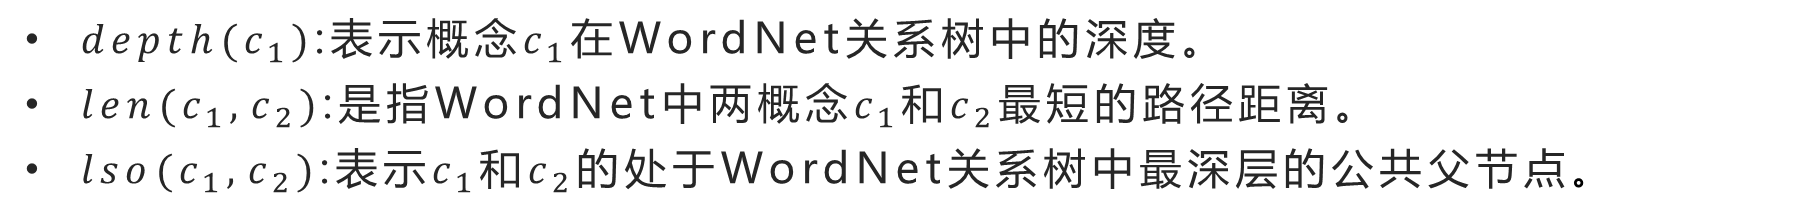 • depth(c₁):表示概念c₁在WordNet关系树中的深度。
• len(c₁,c₂):是指WordNet中两概念c₁和c₂最短的路径距离。
• lso(c₁,c₂):表示c₁和c₂的处于WordNet关系树中最深层的公共父节点。